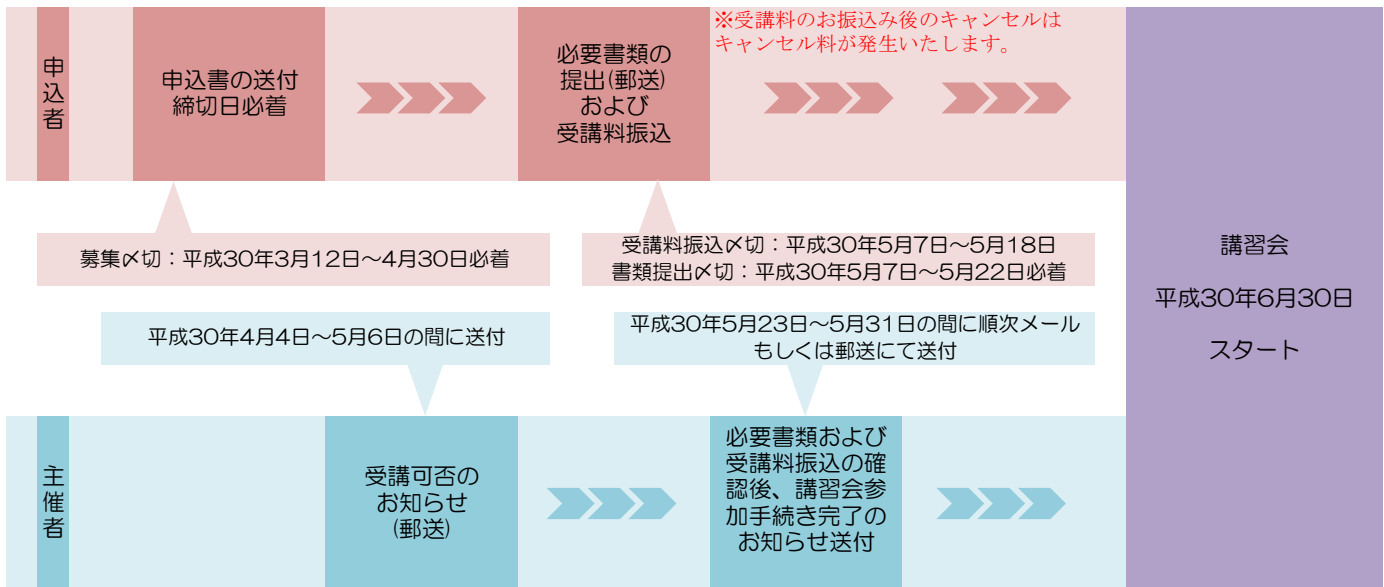 申込者
申込書の送付
締切日必着
必要書類の
提出(郵送)
および
受講料振込
※受講料のお振込み後のキャンセルは
キャンセル料が発生いたします。
募集〆切：平成30年3月12日～4月30日必着
受講料振込〆切：平成30年5月7日～5月18日
書類提出〆切：平成30年5月7日～5月22日必着
平成30年4月4日～5月6日の間に送付
平成30年5月23日～5月31日の間に順次メール
もしくは郵送にて送付
主催者
受講可否の
お知らせ
(郵送)
必要書類および
受講料振込の確
認後、講習会参
加手続き完了の
お知らせ送付
講習会
平成30年6月30日
スタート